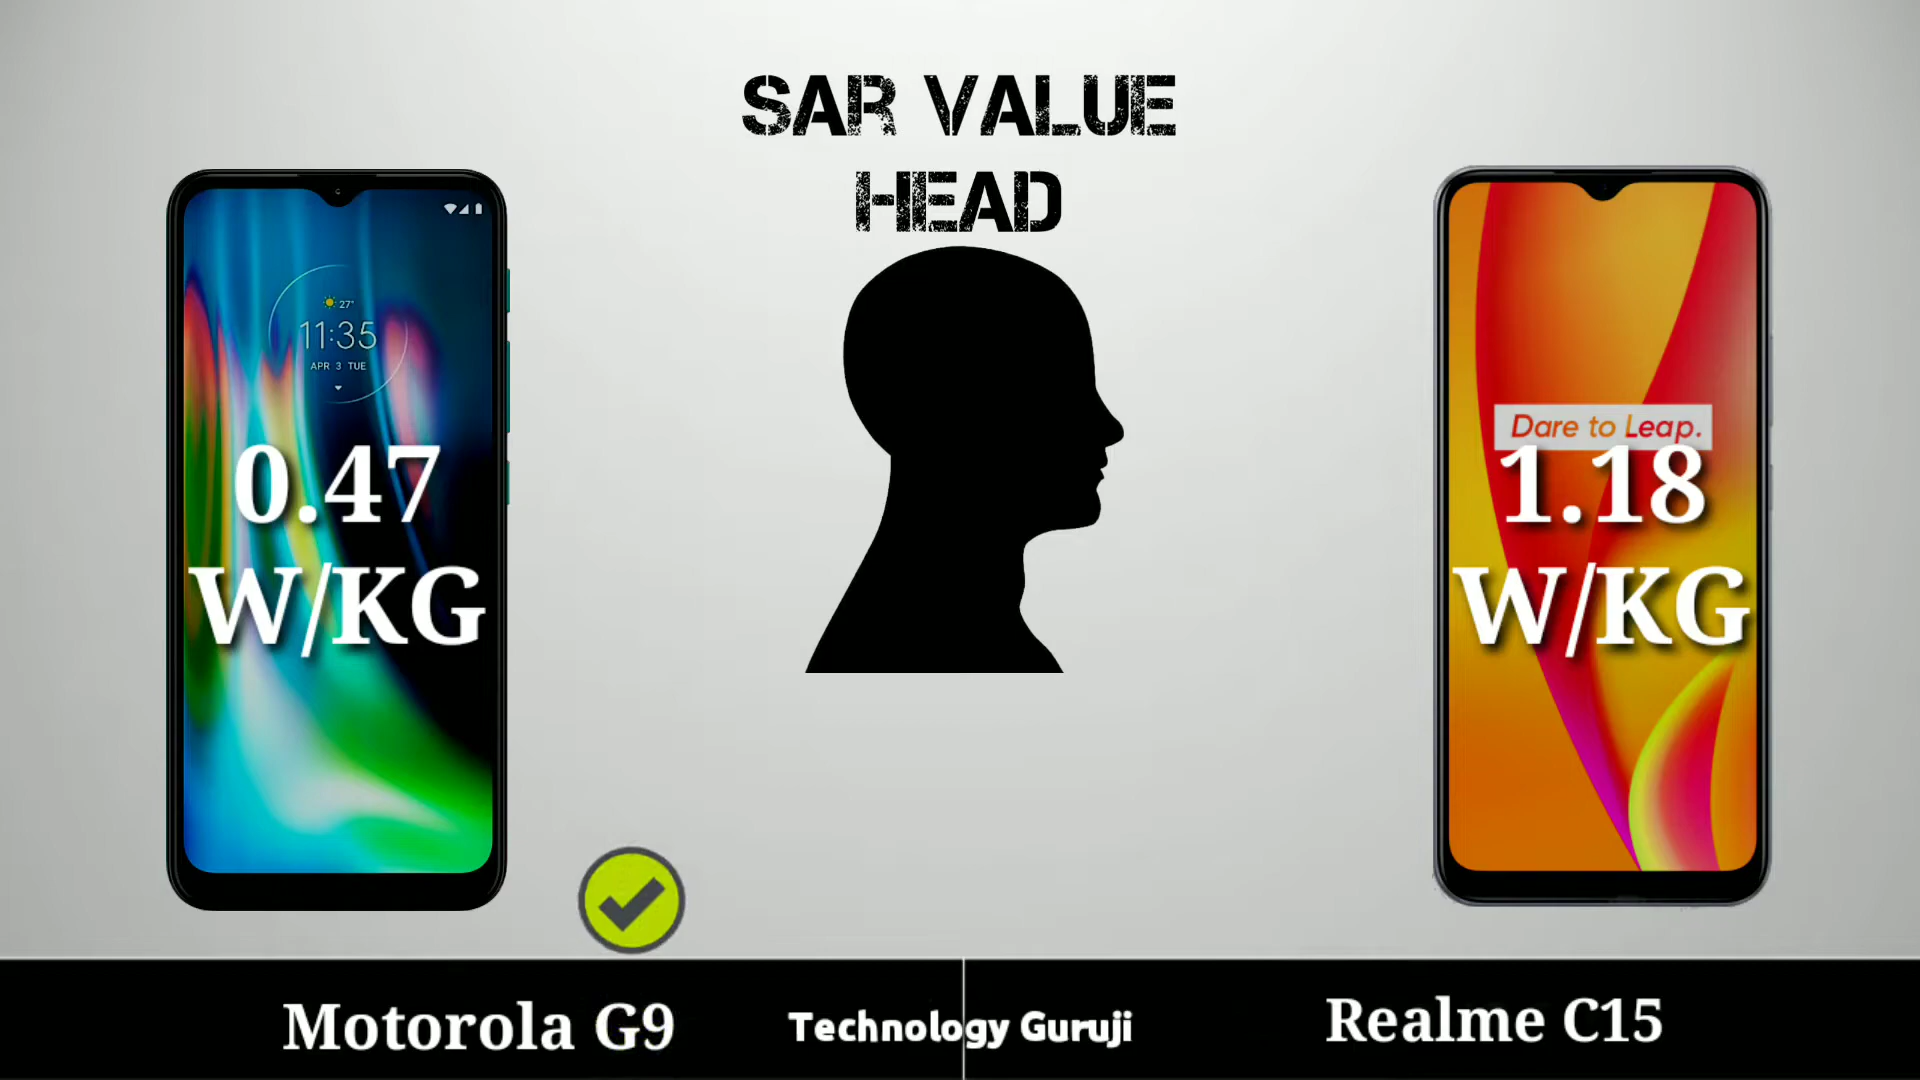 SAR VALUE
HEAD
27°
11:35
APR 3 TUE
0.47
W/KG
Dare to Leap.
1.18
W/KG
Motorola G9
Technology Guruji
Realme C15